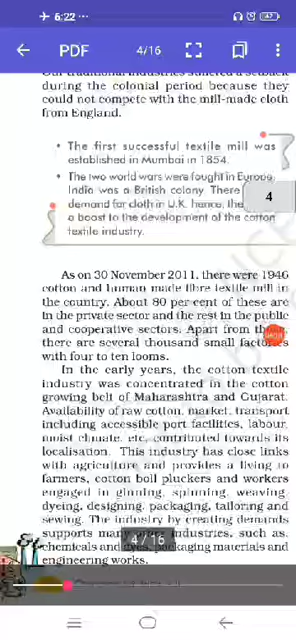 6:22
PDF
4/16
Our traditional industries suffered a setback
during the colonial period because they
could not compete with the mill-made cloth
from England.
• The first successful textile mill was
established in Mumbai in 1854.
• The two world wars were fought in Europe,
India was a British colony. There
demand for cloth in U.K. hence, the
a boost to the development of the cotton
textile industry.
4
As on 30 November 2011, there were 1946
cotton and human made fibre textile mill in
the country. About 80 per cent of these are
in the private sector and the rest in the public
and cooperative sectors. Apart from
there are several thousand small factories
with four to ten looms.
In the early years, the cotton textile
industry was concentrated in the cotton
growing belt of Maharashtra and Gujarat.
Availability of raw cotton, market, transport
including accessible port facilities, labour,
moist climate, etc. contributed towards its
localisation. This industry has close links
with agriculture and provides a living to
farmers, cotton boll pluckers and workers
engaged in ginning, spinning, weaving,
dyeing, designing, packaging, tailoring and
sewing. The industry by creating demands
supports many other industries, such as,
chemicals and dyes, packaging materials and
engineering works.
4/16